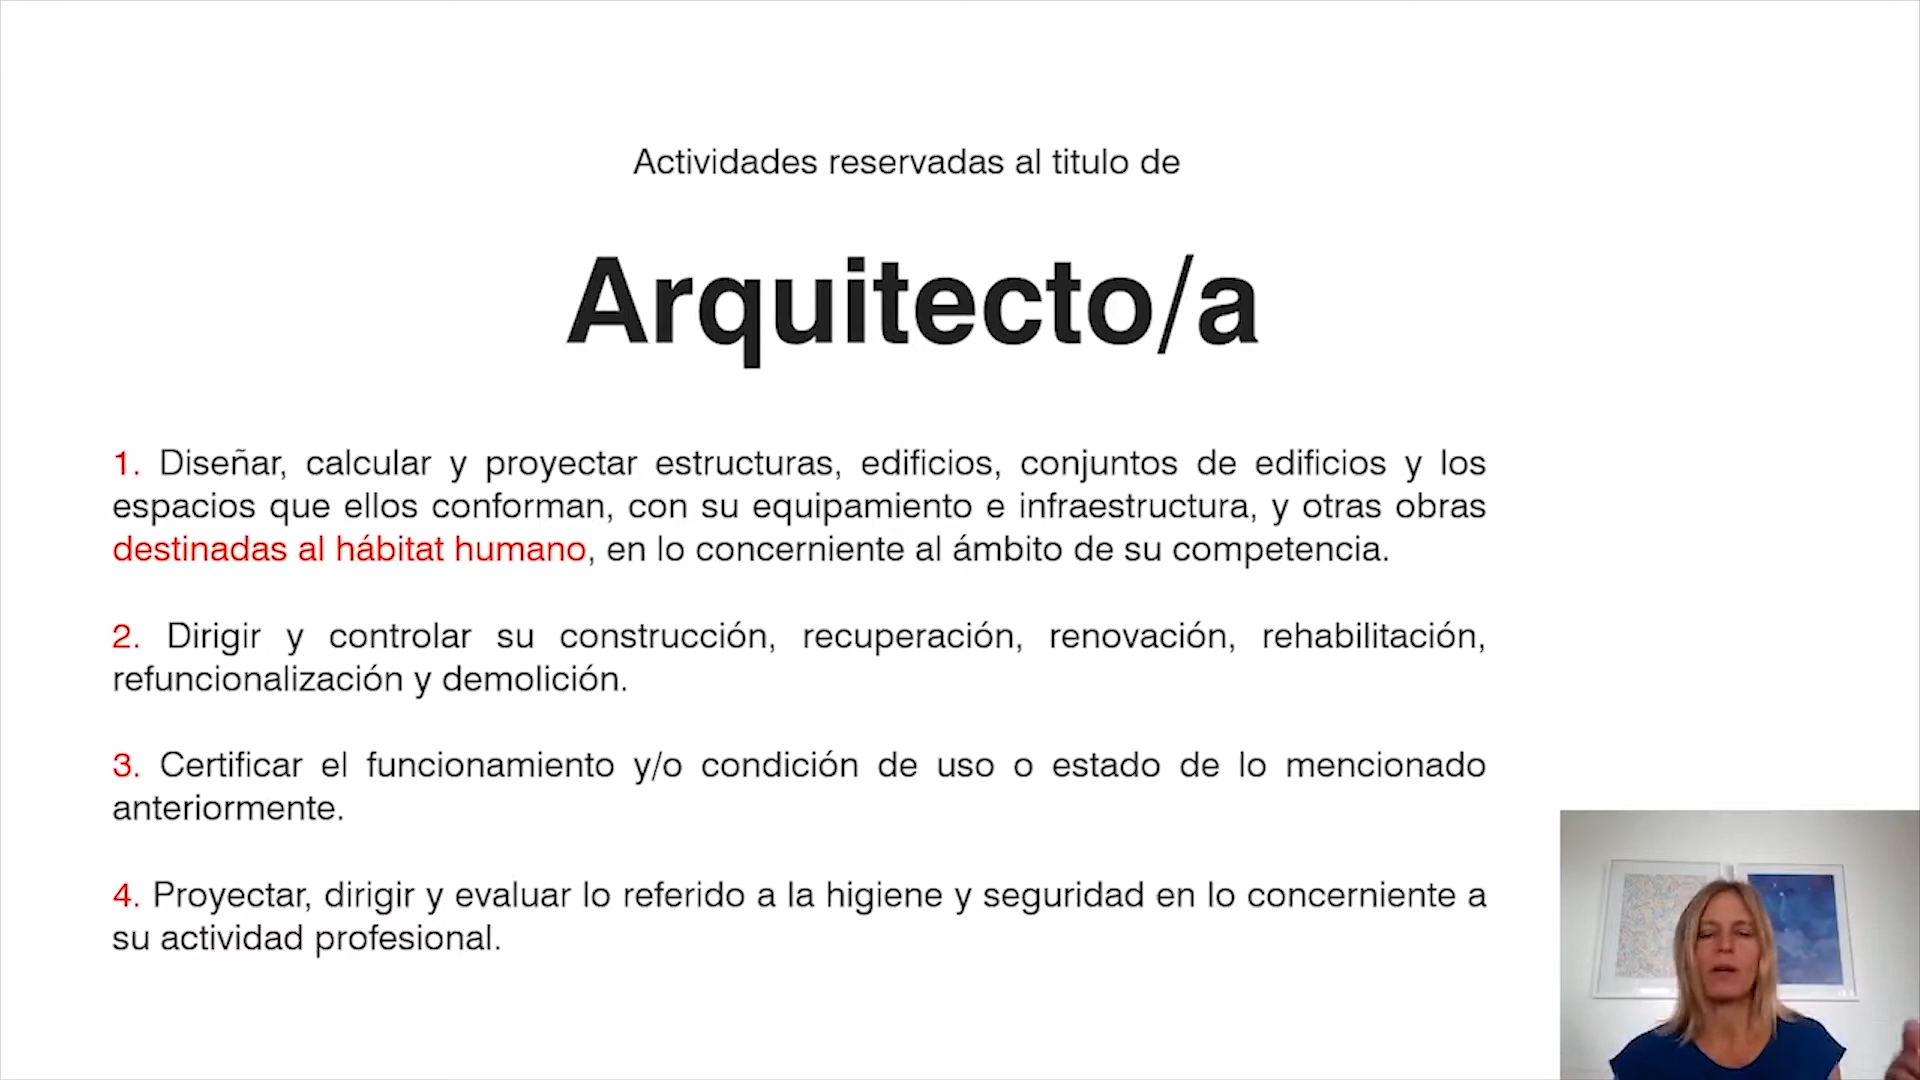 Actividades reservadas al titulo de
Arquitecto/a
1. Diseñar, calcular y proyectar estructuras, edificios, conjuntos de edificios y los
espacios que ellos conforman, con su equipamiento e infraestructura, y otras obras
destinadas al hábitat humano, en lo concerniente al ámbito de su competencia.
2. Dirigir y controlar su construcción, recuperación, renovación, rehabilitación,
refuncionalización y demolición.
3. Certificar el funcionamiento y/o condición de uso o estado de lo mencionado
anteriormente.
4. Proyectar, dirigir y evaluar lo referido a la higiene y seguridad en lo concerniente a
su actividad profesional.